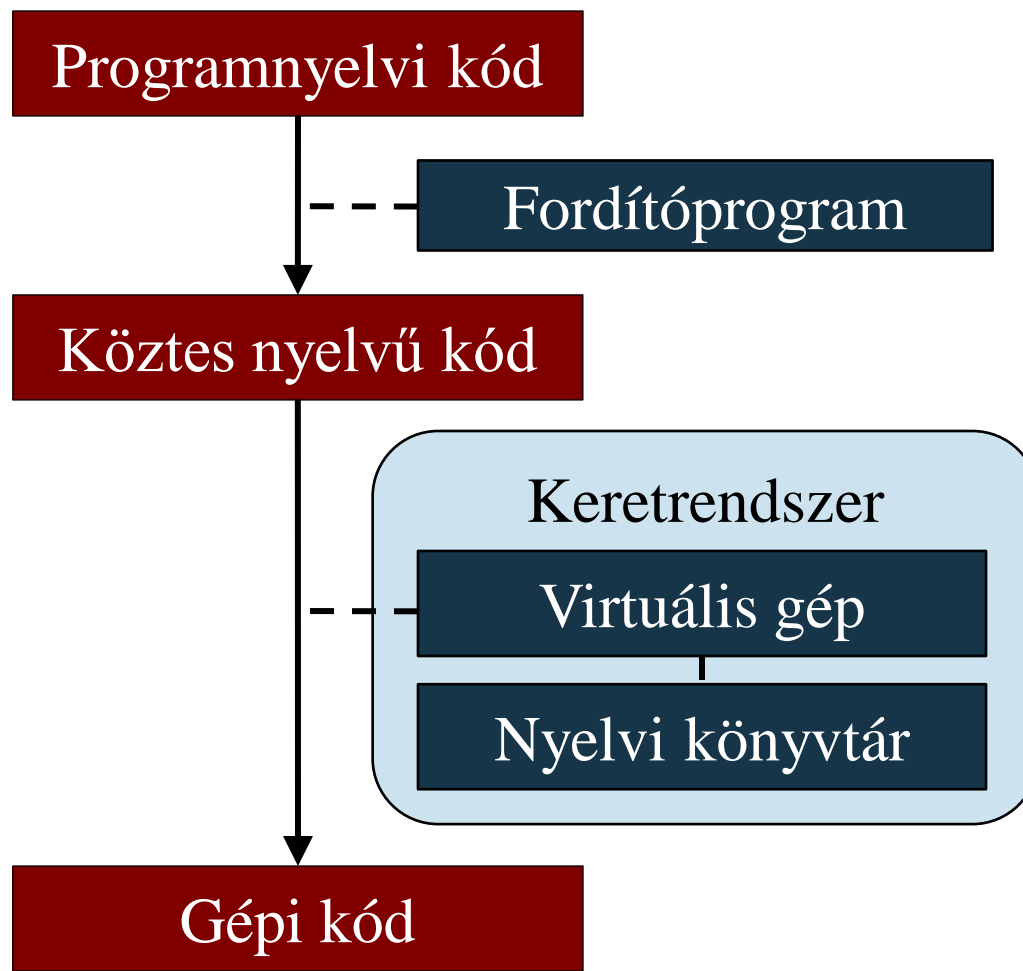 Programnyelvi kód
Fordítóprogram
Köztes nyelvű kód
Keretrendszer
Virtuális gép
Nyelvi könyvtár
Gépi kód